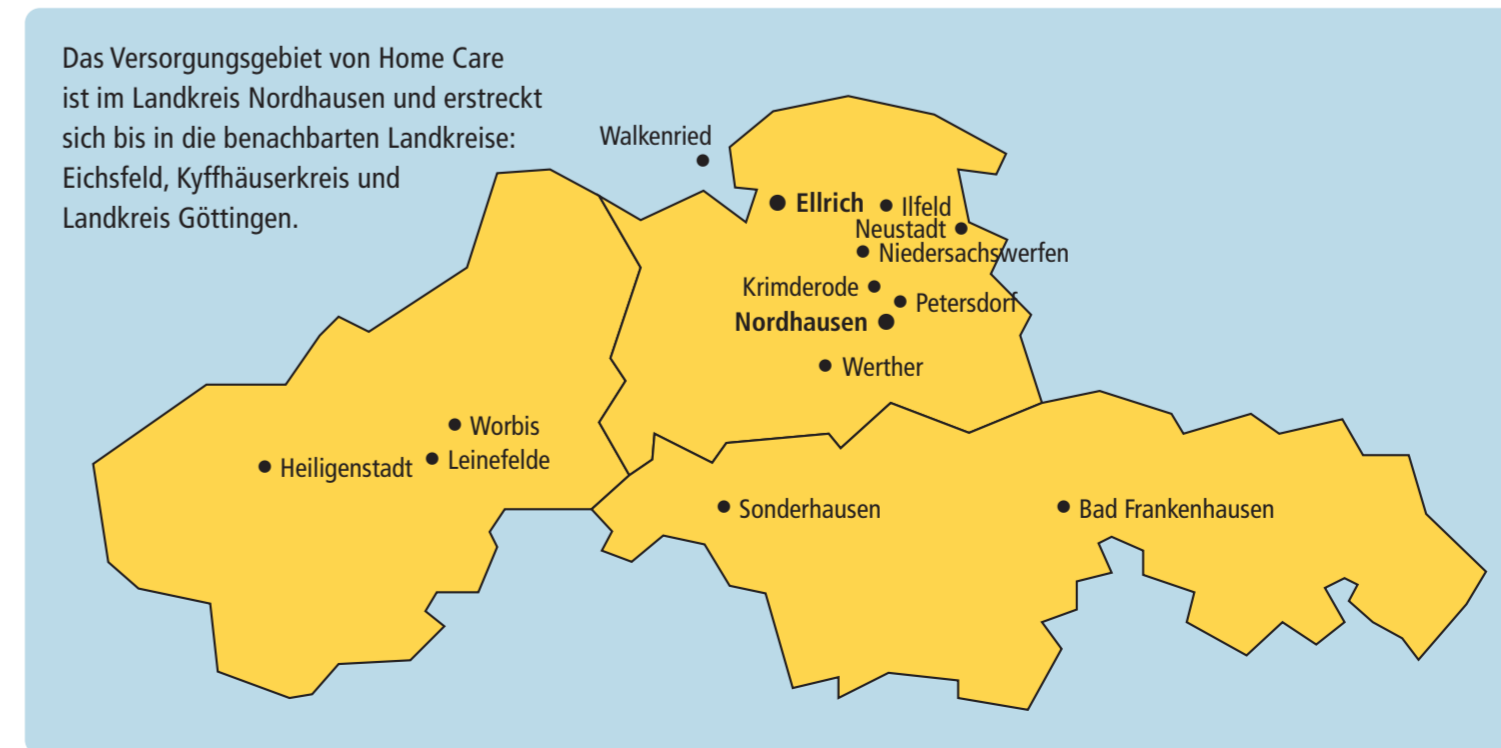 Das Versorgungsgebiet von Home Care
ist im Landkreis Nordhausen und erstreckt
sich bis in die benachbarten Landkreise:
Eichsfeld, Kyffhäuserkreis und
Landkreis Göttingen.
Walkenried
Ellrich
Ilfeld
Neustadt
Niedersachswerfen
Krimderode
Petersdorf
Nordhausen
Werther
Worbis
Leinefelde
Heiligenstadt
Sonderhausen
Bad Frankenhausen